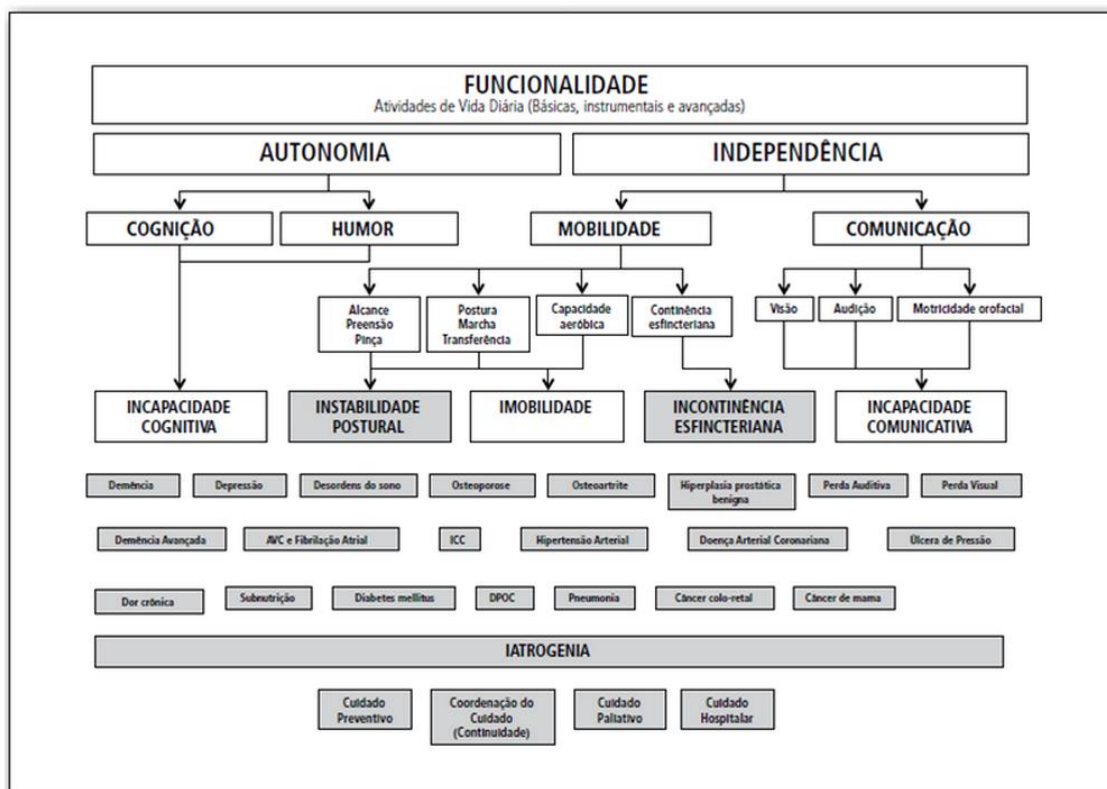 FUNCIONALIDADE
Atividades de Vida Diária (Básicas, instrumentais e avançadas)
AUTONOMIA
INDEPENDÊNCIA
COGNIÇÃO
HUMOR
MOBILIDADE
COMUNICAÇÃO
Alcance
Preensão
Pinça
Postura
Marcha
Transferência
Capacidade
aeróbica
Continência
esfincteriana
Visão
Audição
Motricidade orofacial
INCAPACIDADE
COGNITIVA
INSTABILIDADE
POSTURAL
IMOBILIDADE
INCONTINÊNCIA
ESFINCTERIANA
INCAPACIDADE
COMUNICATIVA
Demência
Depressão
Desordens do sono
Osteoporose
Osteoartrite
Hiperplasia prostática
benigna
Perda Auditiva
Perda Visual
Demência Avançada
AVC e Fibrilação Atrial
ICC
Hipertensão Arterial
Doença Arterial Coronariana
Úlcera de Pressão
Dor crônica
Subnutrição
Diabetes mellitus
DPOC
Pneumonia
Câncer colo-retal
Câncer de mama
IATROGENIA
Cuidado
Preventivo
Coordenação do
Cuidado
(Continuidade)
Cuidado
Paliativo
Cuidado
Hospitalar